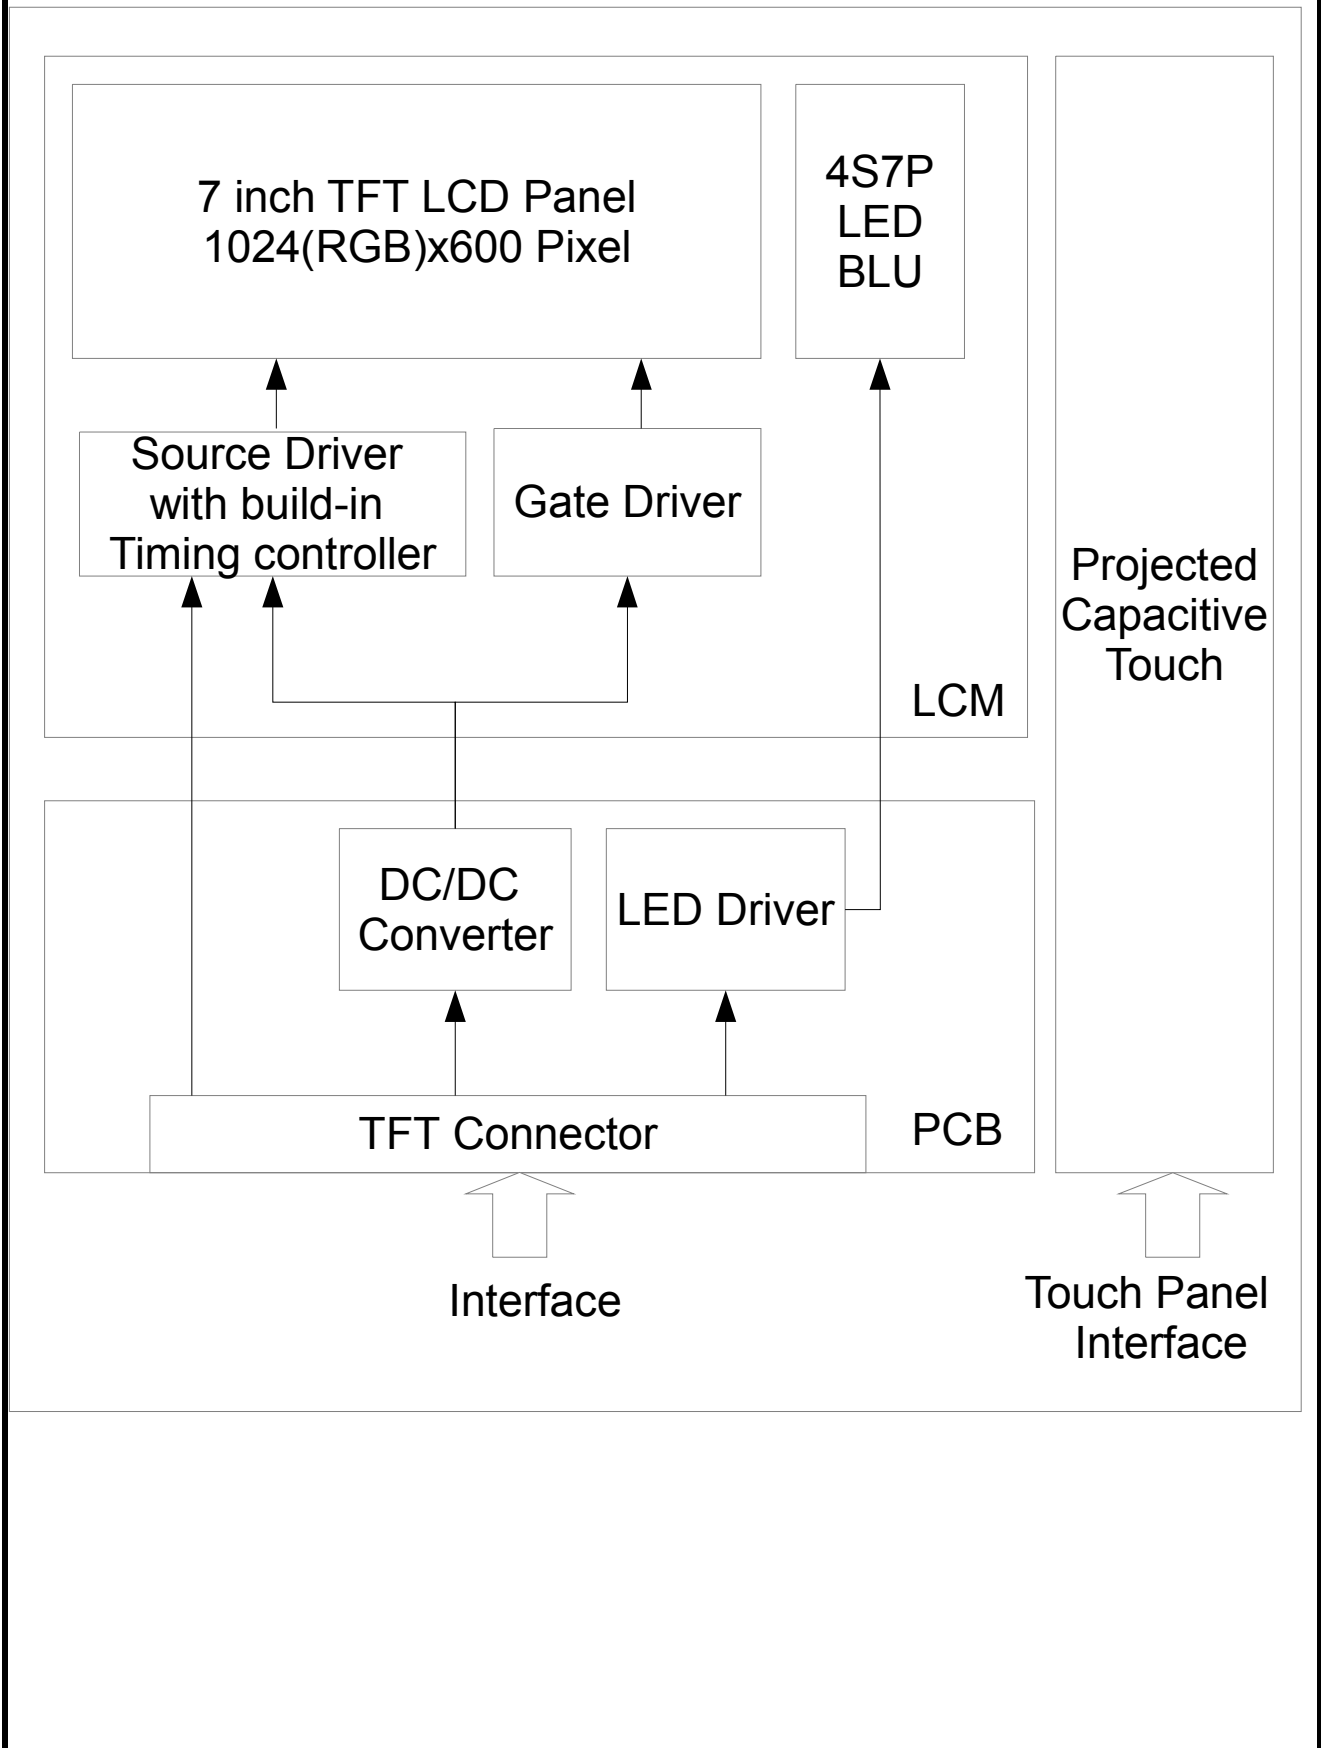 7 inch TFT LCD Panel
1024(RGB)x600 Pixel
4S7P
LED
BLU
Source Driver
with build-in
Timing controller
Gate Driver
LCM
Projected
Capacitive
Touch
DC/DC
Converter
LED Driver
TFT Connector
PCB
Interface
Touch Panel
Interface